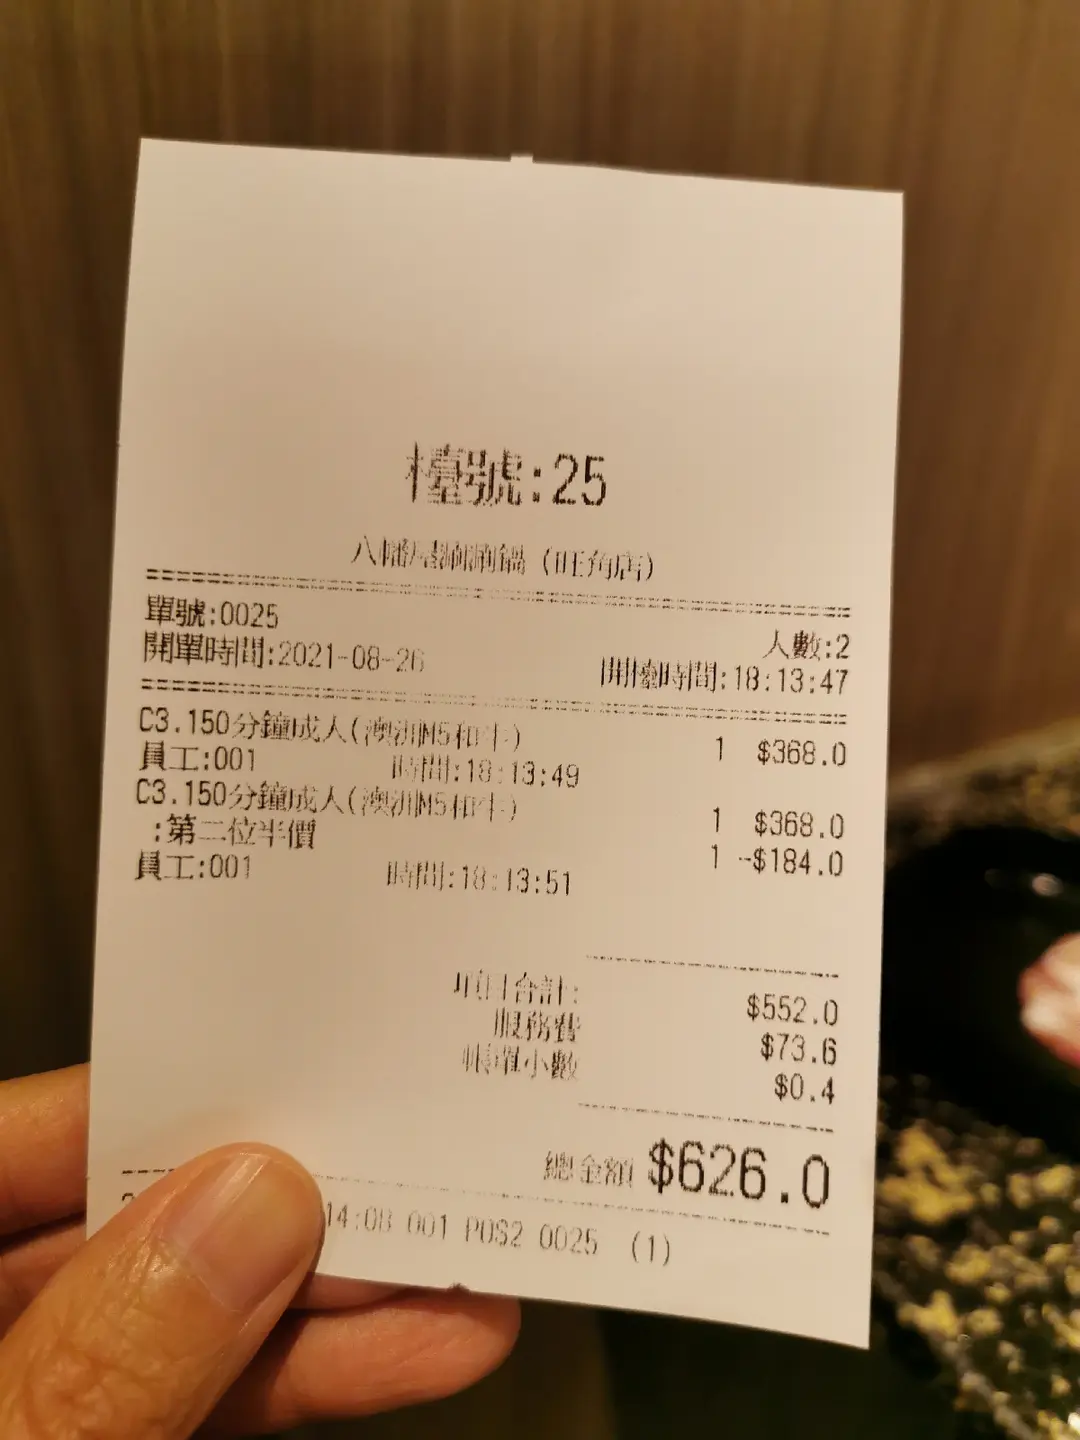 檯號:25
八幡屋涮涮鍋 (旺角店)
單號:0025 人數:2
開單時間:2021-08-26 開檯時間:18:13:47
C3.150分鐘成人(澳洲M5和牛) 1 $368.0
員工:001 時間:18:13:49
C3.150分鐘成人(澳洲M5和牛) 1 $368.0
:第二位半價 1 -$184.0
員工:001 時間:18:13:51
項目合計: $552.0
服務費 $73.6
帳單小數 $0.4
總金額 $626.0
14:08 001 POS2 0025 (1)